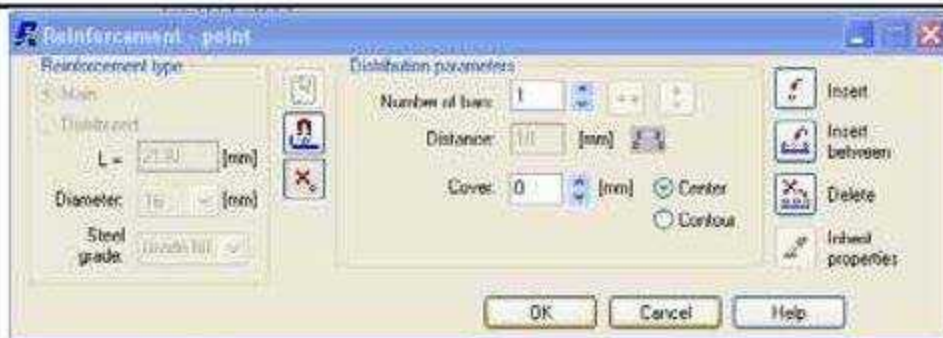 Reinforcement - point
Reinforcement type
Main
Distributed
L =
[mm]
Diameter:
16
[mm]
Steel
grade:
Distribution parameters
Number of bars:
1
Distance:
[mm]
Cover:
0
[mm]
Center
Contour
Insert
Insert
between
Delete
Inherit
properties
OK
Cancel
Help